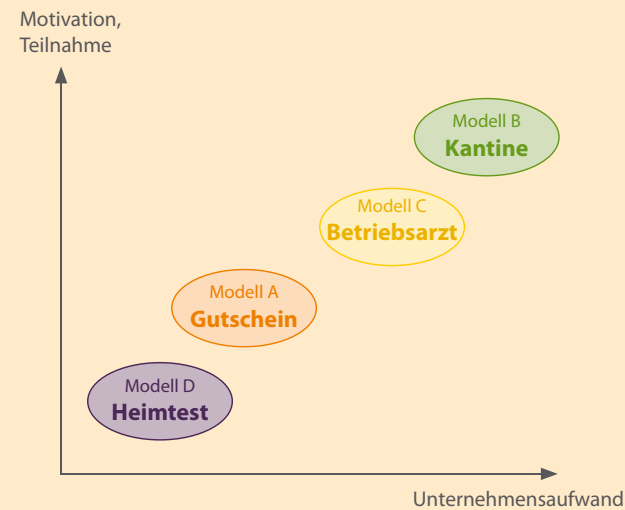 Motivation,
Teilnahme
Modell B
Kantine
Modell C
Betriebsarzt
Modell A
Gutschein
Modell D
Heimtest
Unternehmensaufwand